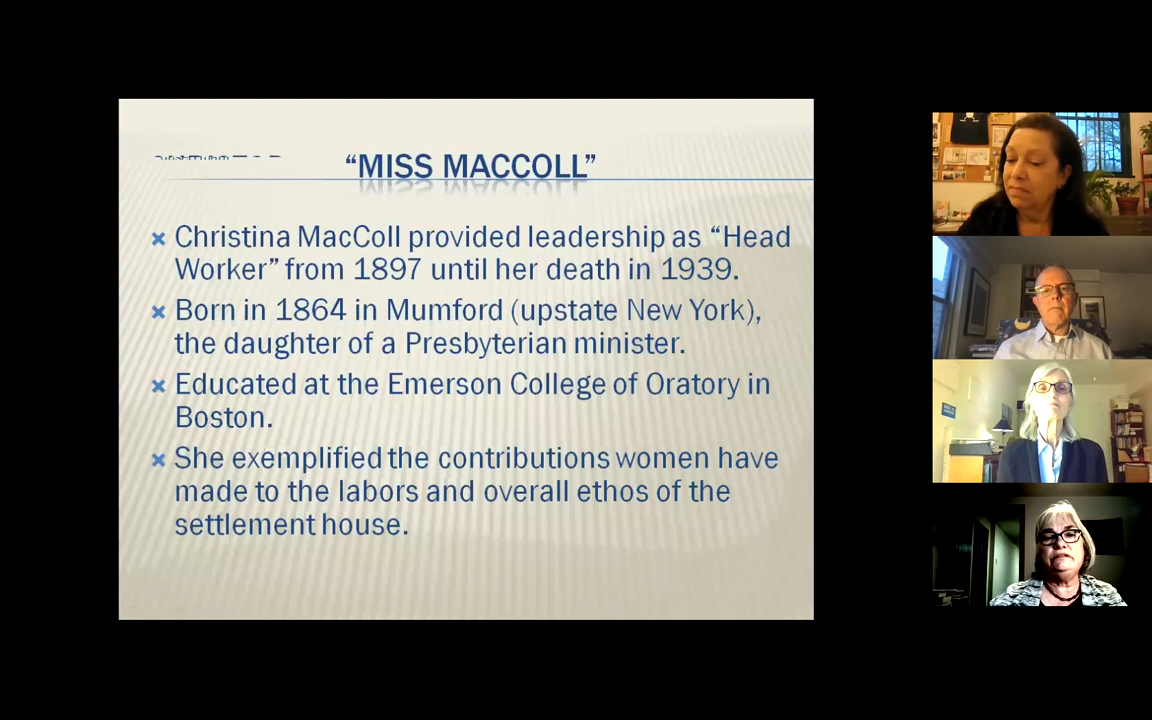 “MISS MACCOLL”
Christina MacColl provided leadership as “Head
Worker” from 1897 until her death in 1939.
Born in 1864 in Mumford (upstate New York),
the daughter of a Presbyterian minister.
Educated at the Emerson College of Oratory in
Boston.
She exemplified the contributions women have
made to the labors and overall ethos of the
settlement house.